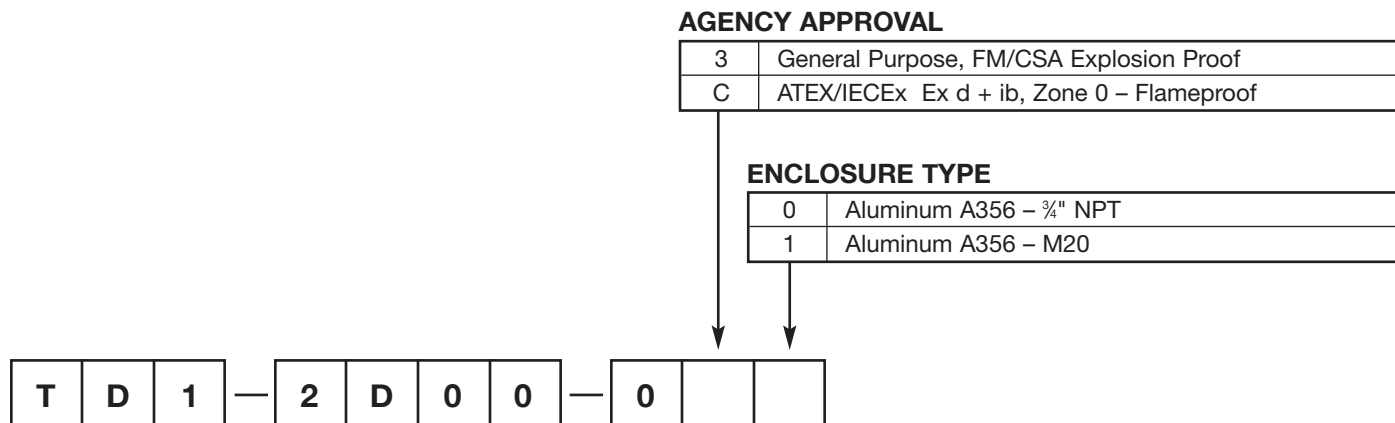 AGENCY APPROVAL
3 General Purpose, FM/CSA Explosion Proof
C ATEX/IECEx Ex d + ib, Zone 0 – Flameproof
ENCLOSURE TYPE
0 Aluminum A356 – ¾" NPT
1 Aluminum A356 – M20
T D 1 — 2 D 0 0 — 0